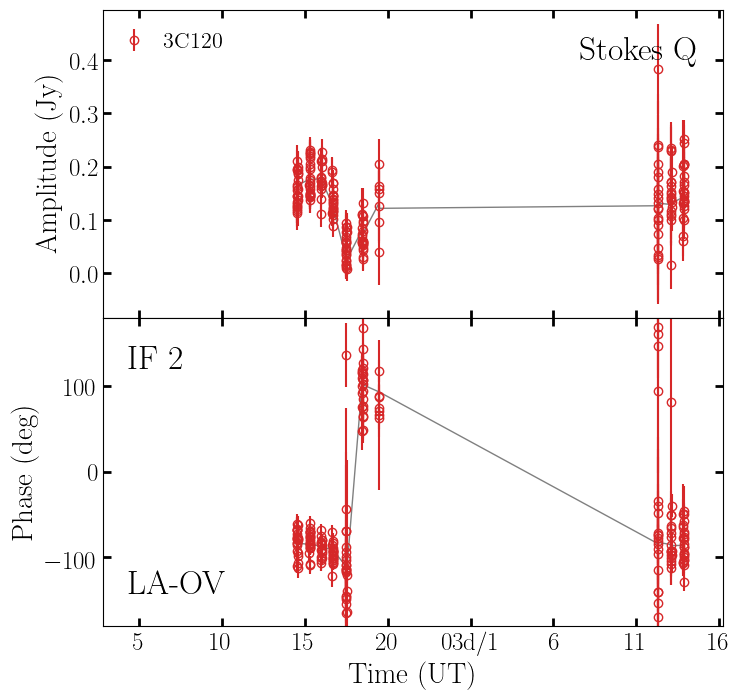 3C120
Stokes Q
Amplitude (Jy)
0.4
0.3
0.2
0.1
0.0
IF 2
Phase (deg)
100
0
−100
LA-OV
5 10 15 20 03d/1 6 11 16
Time (UT)